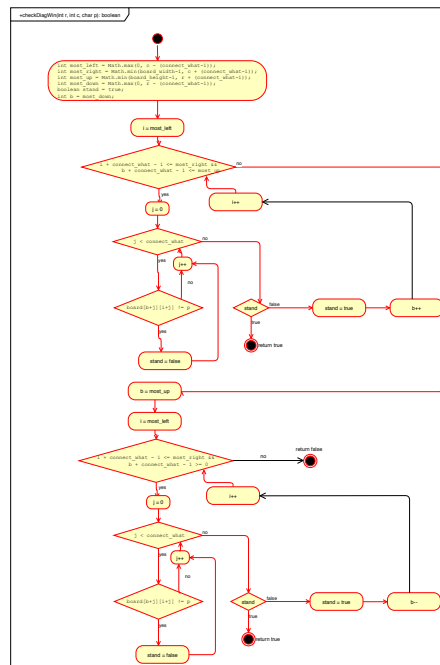 +checkDiagWin(int r, int c, char p): boolean
int most_left = Math.max(0, c - (connect_what-1));
int most_right = Math.min(board_width-1, c + (connect_what-1));
int most_up = Math.min(board_height-1, r + (connect_what-1));
int most_down = Math.max(0, r - (connect_what-1));
boolean stand = true;
int b = most_down;
i = most_left
i + connect_what - 1 <= most_right &&
b + connect_what - 1 <= most_up
no
yes
i++
j = 0
j < connect_what
no
yes
j++
no
board[b+j][i+j] != p
yes
stand
false
true
stand = true
b++
return true
stand = false
b = most_up
i = most_left
i + connect_what - 1 <= most_right &&
b + connect_what - 1 >= 0
no
return false
yes
i++
j = 0
j < connect_what
no
yes
j++
no
board[b+j][i+j] != p
yes
stand
false
true
stand = true
b--
return true
stand = false